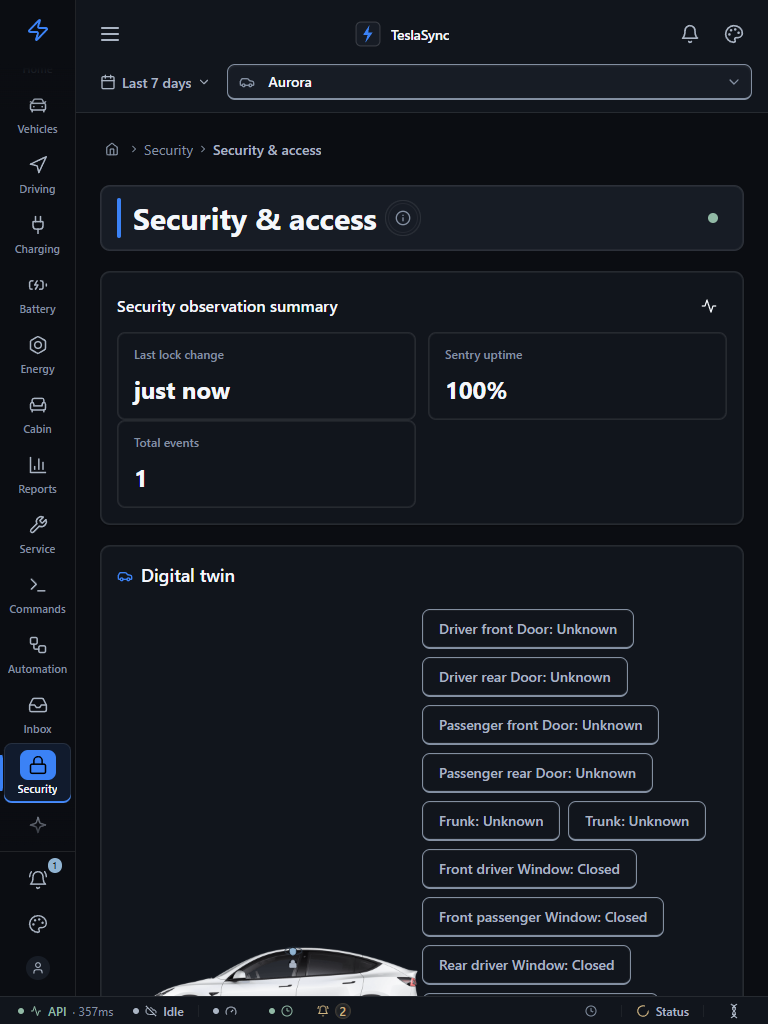 TeslaSync
Last 7 days
Aurora
Vehicles
Driving
Charging
Battery
Energy
Cabin
Reports
Service
Commands
Automation
Inbox
Security
1
Security
Security & access
Security & access
Security observation summary
Last lock change
just now
Sentry uptime
100%
Total events
1
Digital twin
Driver front Door: Unknown
Driver rear Door: Unknown
Passenger front Door: Unknown
Passenger rear Door: Unknown
Frunk: Unknown
Trunk: Unknown
Front driver Window: Closed
Front passenger Window: Closed
Rear driver Window: Closed
API · 357ms
Idle
2
Status